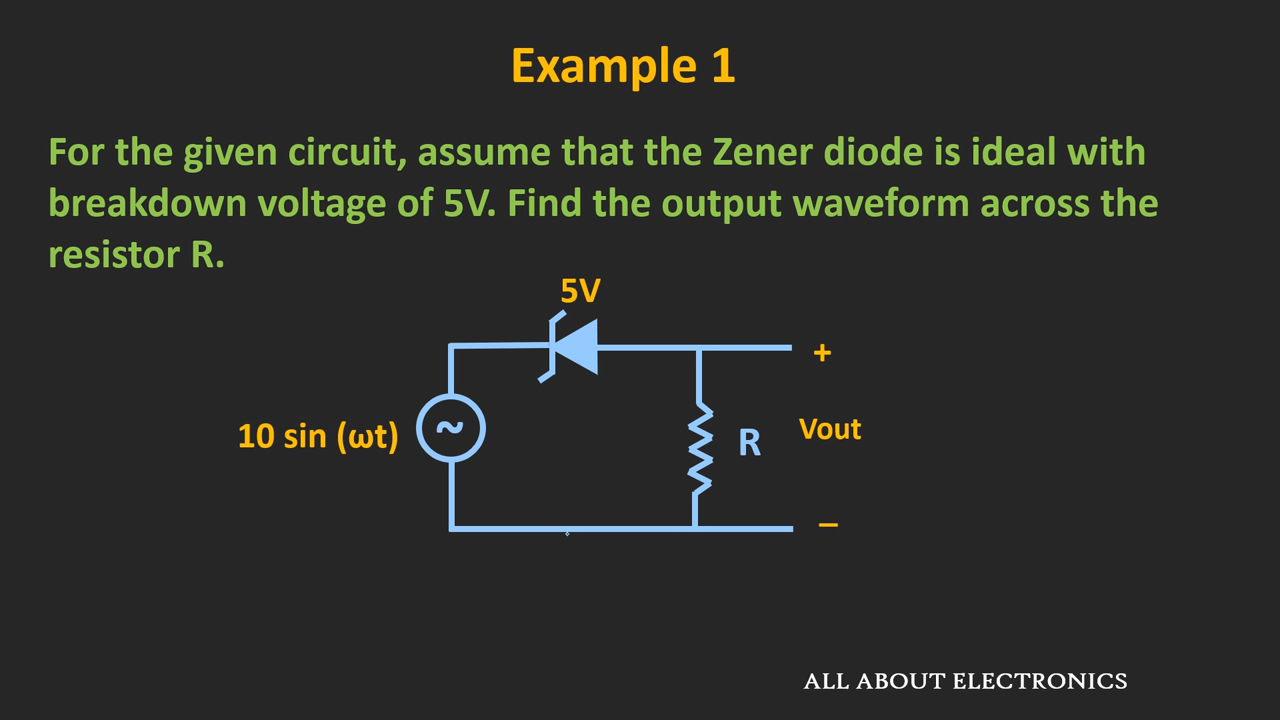 Example 1
For the given circuit, assume that the Zener diode is ideal with
breakdown voltage of 5V. Find the output waveform across the
resistor R.
5V
+
10 sin (ωt)
~
R
Vout
–
ALL ABOUT ELECTRONICS